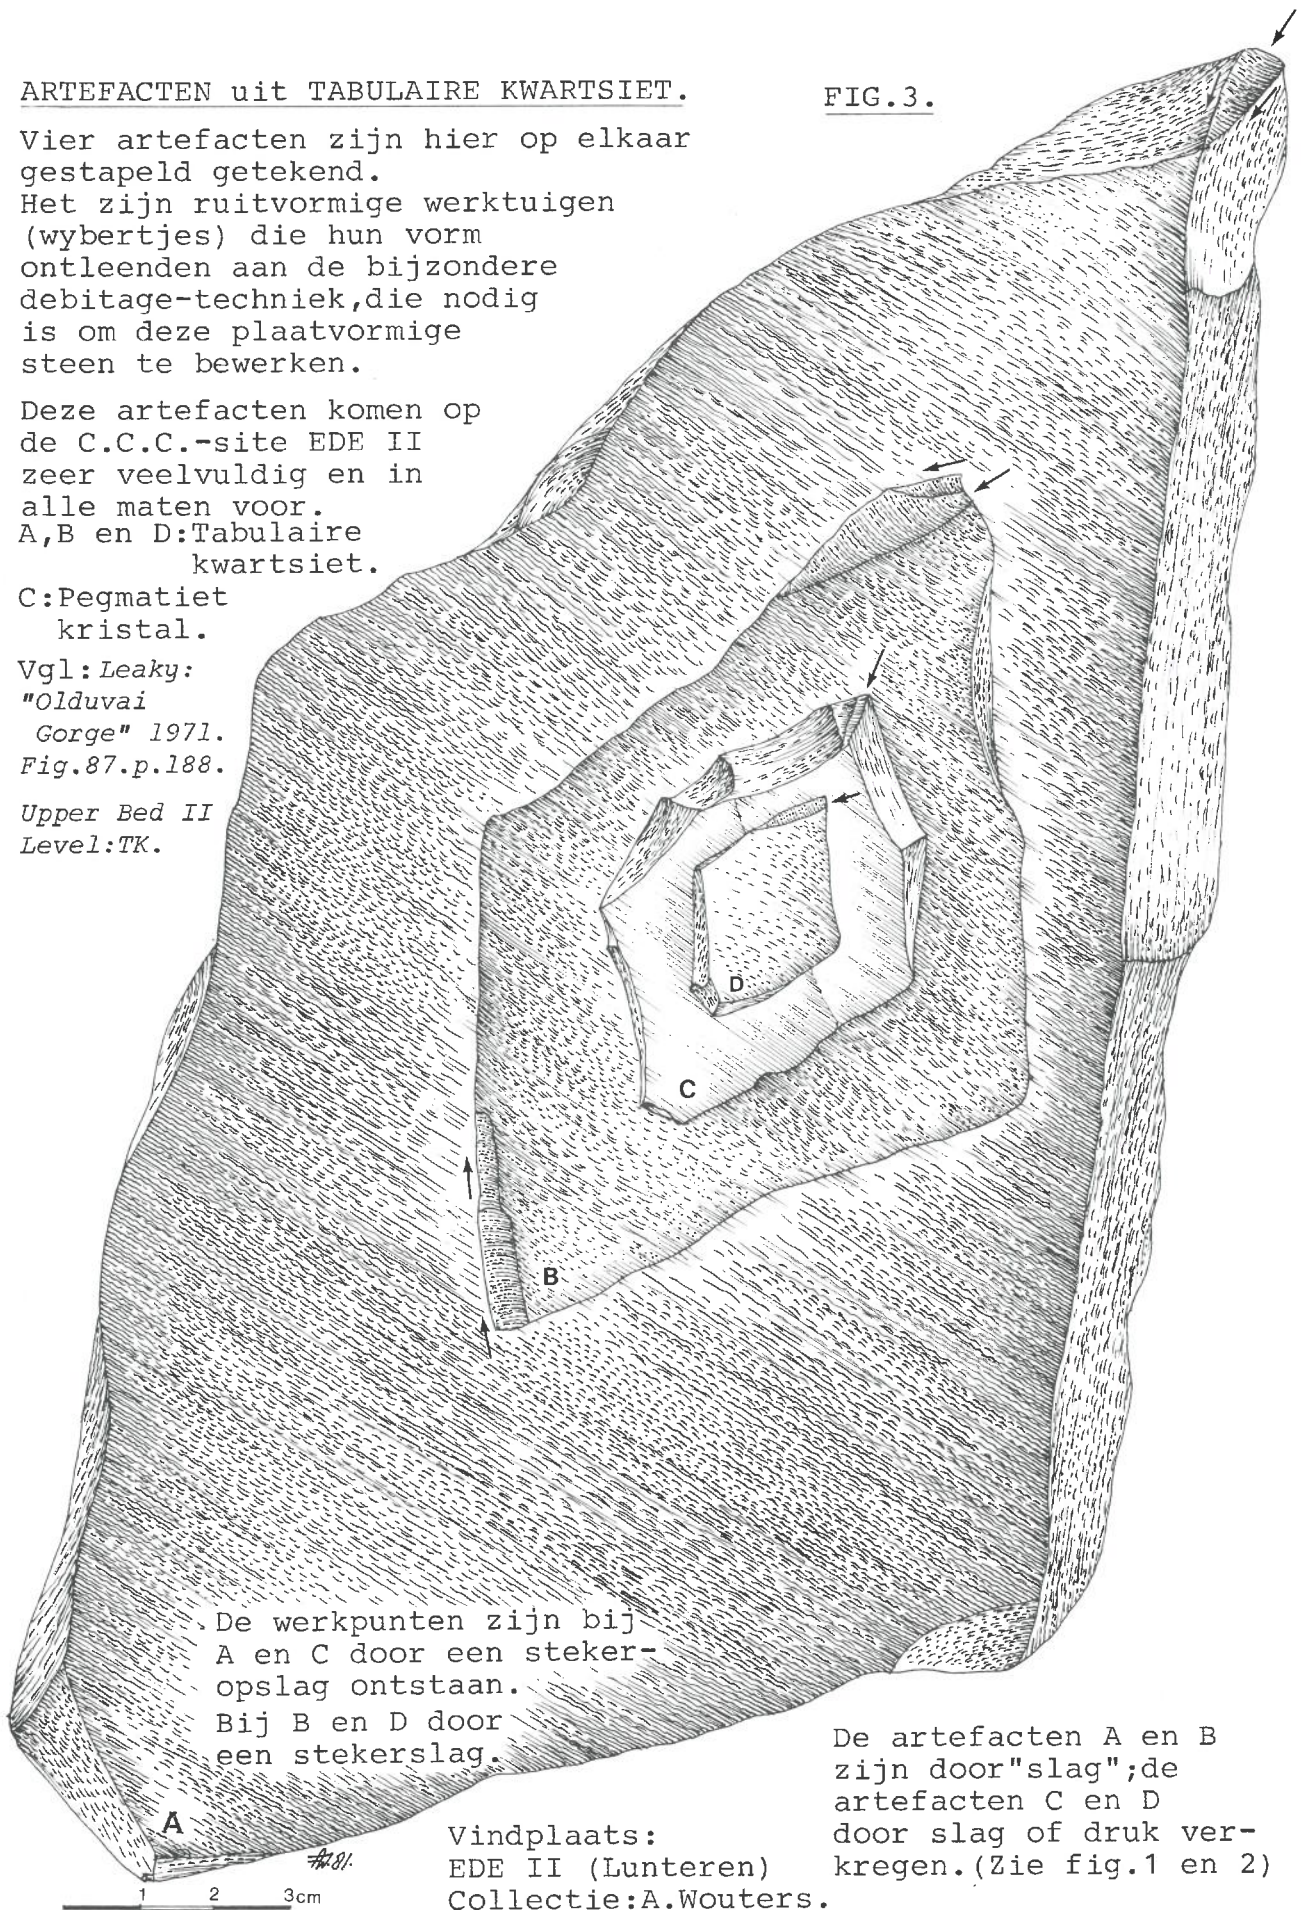 ARTEFACTEN uit TABULAIRE KWARTSIET.
FIG.3.
Vier artefacten zijn hier op elkaar
gestapeld getekend.
Het zijn ruitvormige werktuigen
(wybertjes) die hun vorm
ontleenden aan de bijzondere
debitage-techniek,die nodig
is om deze plaatvormige
steen te bewerken.
Deze artefacten komen op
de C.C.C.-site EDE II
zeer veelvuldig en in
alle maten voor.
A,B en D:Tabulaire
kwartsiet.
C:Pegmatiet
kristal.
Vgl:Leaky:
"Olduvai
Gorge" 1971.
Fig.87.p.188.
Upper Bed II
Level:TK.
D
C
B
De werkpunten zijn bij
A en C door een steker-
opslag ontstaan.
Bij B en D door
een stekerslag.
A
De artefacten A en B
zijn door"slag";de
artefacten C en D
door slag of druk ver-
kregen.(Zie fig.1 en 2)
Vindplaats:
EDE II (Lunteren)
Collectie:A.Wouters.
1 2 3cm